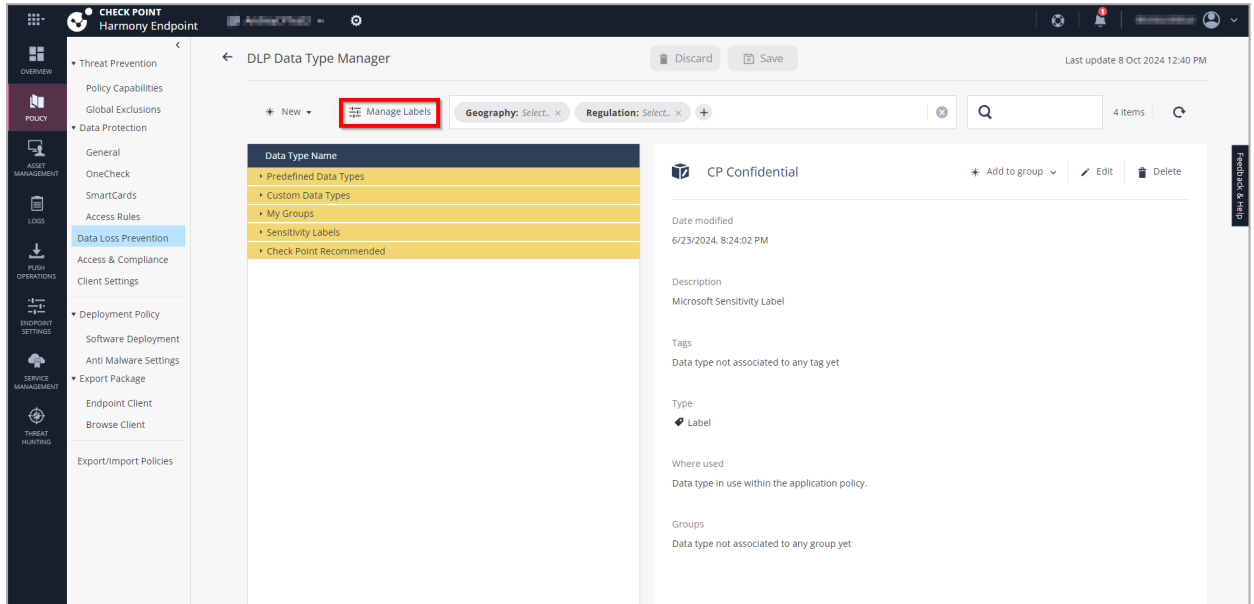 CHECK POINT
Harmony Endpoint
1
OVERVIEW
POLICY
ASSET
MANAGEMENT
LOGS
PUSH
OPERATIONS
ENDPOINT
SETTINGS
SERVICE
MANAGEMENT
THREAT
HUNTING
Threat Prevention
Policy Capabilities
Global Exclusions
Data Protection
General
OneCheck
SmartCards
Access Rules
Data Loss Prevention
Access & Compliance
Client Settings
Deployment Policy
Software Deployment
Anti Malware Settings
Export Package
Endpoint Client
Browse Client
Export/Import Policies
DLP Data Type Manager
Discard
Save
Last update 8 Oct 2024 12:40 PM
New
Manage Labels
Geography: Select..
Regulation: Select..
4 items
Data Type Name
Predefined Data Types
Custom Data Types
My Groups
Sensitivity Labels
Check Point Recommended
CP Confidential
Add to group
Edit
Delete
Date modified
6/23/2024, 8:24:02 PM
Description
Microsoft Sensitivity Label
Tags
Data type not associated to any tag yet
Type
Label
Where used
Data type in use within the application policy.
Groups
Data type not associated to any group yet
Feedback & Help